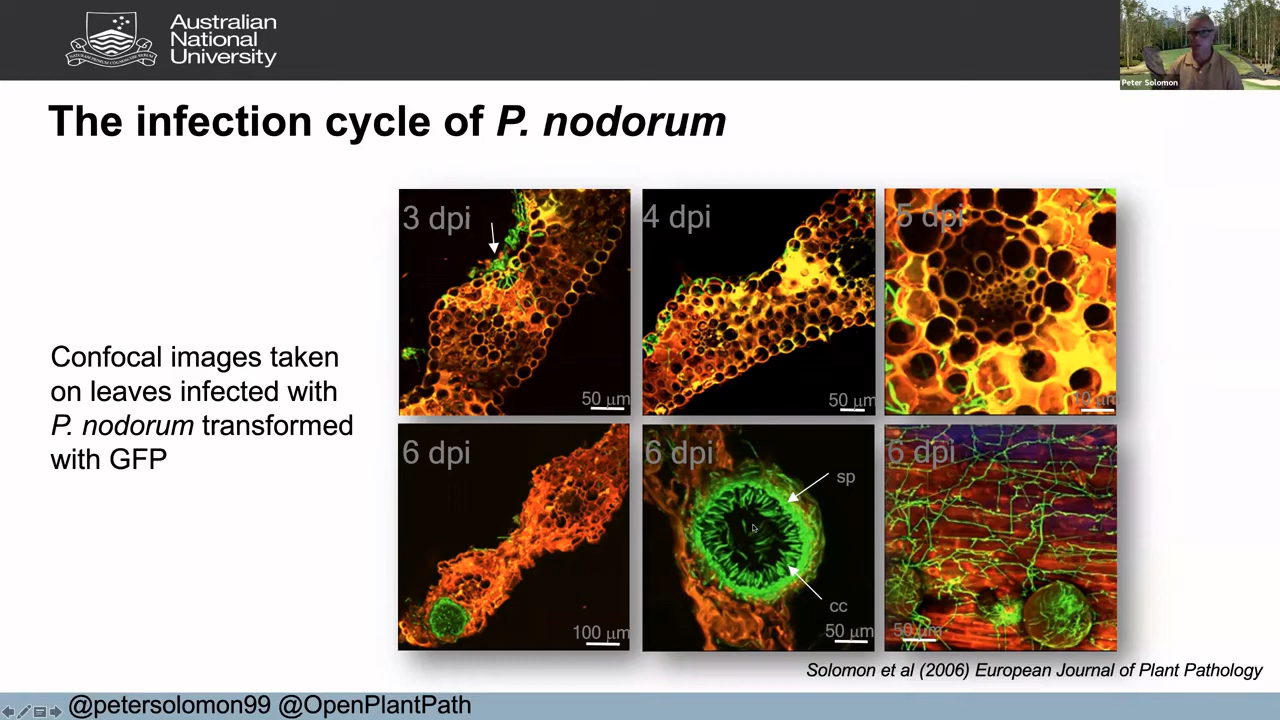 Australian
National
University
Peter Solomon
The infection cycle of P. nodorum
3 dpi
4 dpi
5 dpi
50 μm
50 μm
10 μm
Confocal images taken
on leaves infected with
P. nodorum transformed
with GFP
6 dpi
6 dpi
6 dpi
sp
cc
100 μm
50 μm
50 μm
Solomon et al (2006) European Journal of Plant Pathology
@petersolomon99 @OpenPlantPath